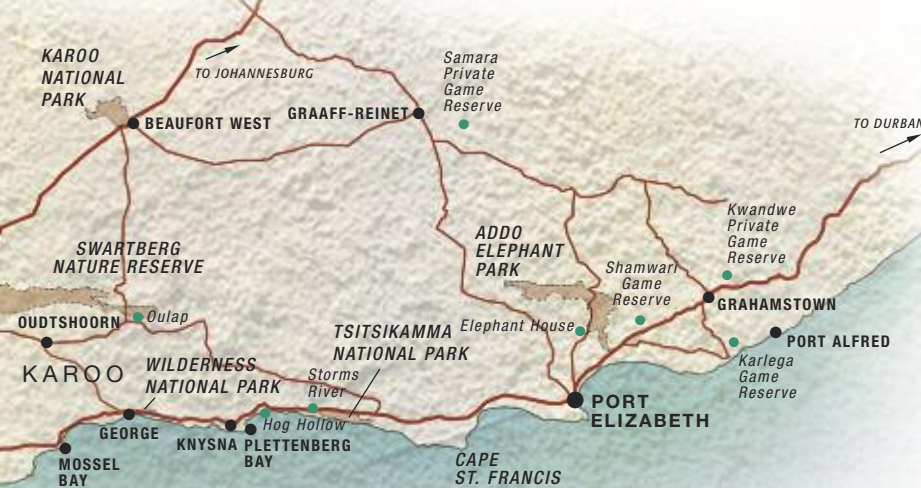 KAROO
NATIONAL
PARK
TO JOHANNESBURG
Samara
Private
Game
Reserve
BEAUFORT WEST
GRAAFF-REINET
TO DURBAN
SWARTBERG
NATURE RESERVE
ADDO
ELEPHANT
PARK
Kwandwe
Private
Game
Reserve
Shamwari
Game
Reserve
OUDTSHOORN
Oulap
Elephant House
GRAHAMSTOWN
PORT ALFRED
KAROO
WILDERNESS
NATIONAL PARK
TSITSIKAMMA
NATIONAL PARK
Storms
River
Karlega
Game
Reserve
PORT
ELIZABETH
GEORGE
KNYSNA
Hog Hollow
PLETTENBERG
BAY
MOSSEL
BAY
CAPE
ST. FRANCIS